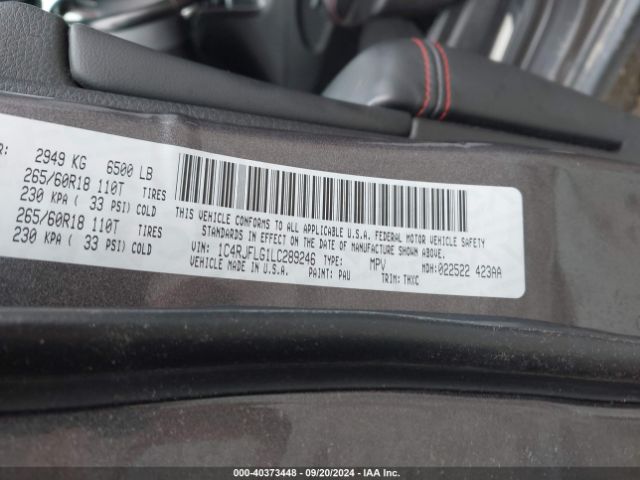 R: 2949 KG 6500 LB
265/60R18 110T TIRES
230 KPA ( 33 PSI) COLD
265/60R18 110T TIRES
230 KPA ( 33 PSI) COLD
THIS VEHICLE CONFORMS TO ALL APPLICABLE U.S.A. FEDERAL MOTOR VEHICLE SAFETY
STANDARDS IN EFFECT ON THE DATE OF MANUFACTURE SHOWN ABOVE.
VIN: 1C4RJFLG1LC289246 TYPE: MPV MDH:022522 423AA
VEHICLE MADE IN U.S.A. PAINT: PAU TRIM: THXC
000-40373448 - 09/20/2024 - IAA Inc.